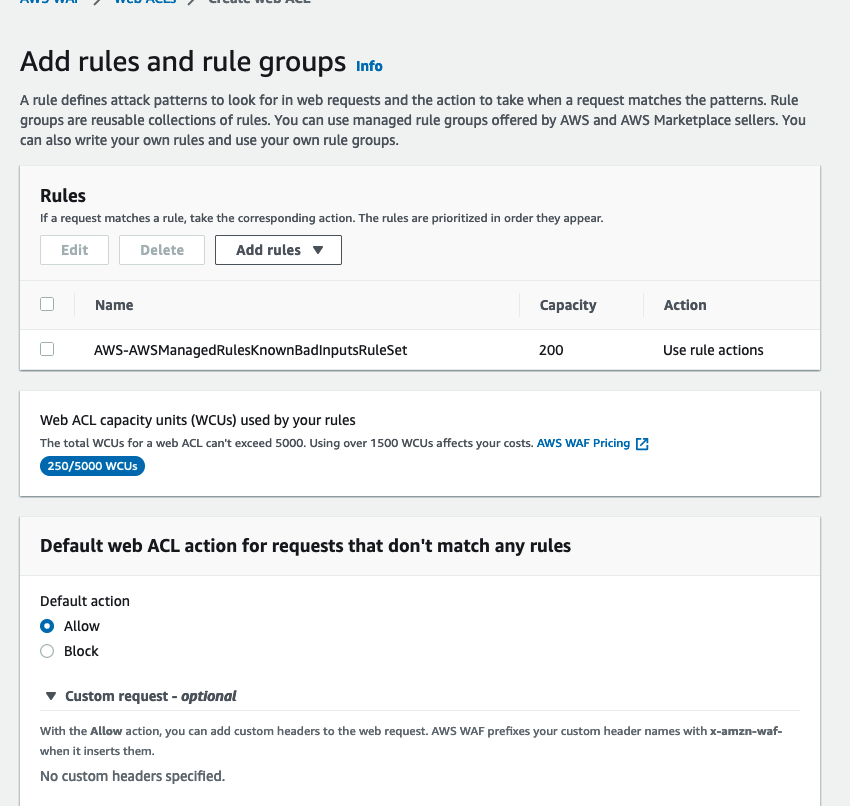 AWS WAF > Web ACLs > Create web ACL
Add rules and rule groups Info
A rule defines attack patterns to look for in web requests and the action to take when a request matches the patterns. Rule
groups are reusable collections of rules. You can use managed rule groups offered by AWS and AWS Marketplace sellers. You
can also write your own rules and use your own rule groups.
Rules
If a request matches a rule, take the corresponding action. The rules are prioritized in order they appear.
Edit Delete Add rules
Name Capacity Action
AWS-AWSManagedRulesKnownBadInputsRuleSet 200 Use rule actions
Web ACL capacity units (WCUs) used by your rules
The total WCUs for a web ACL can't exceed 5000. Using over 1500 WCUs affects your costs. AWS WAF Pricing
250/5000 WCUs
Default web ACL action for requests that don't match any rules
Default action
Allow
Block
Custom request - optional
With the Allow action, you can add custom headers to the web request. AWS WAF prefixes your custom header names with x-amzn-waf-
when it inserts them.
No custom headers specified.